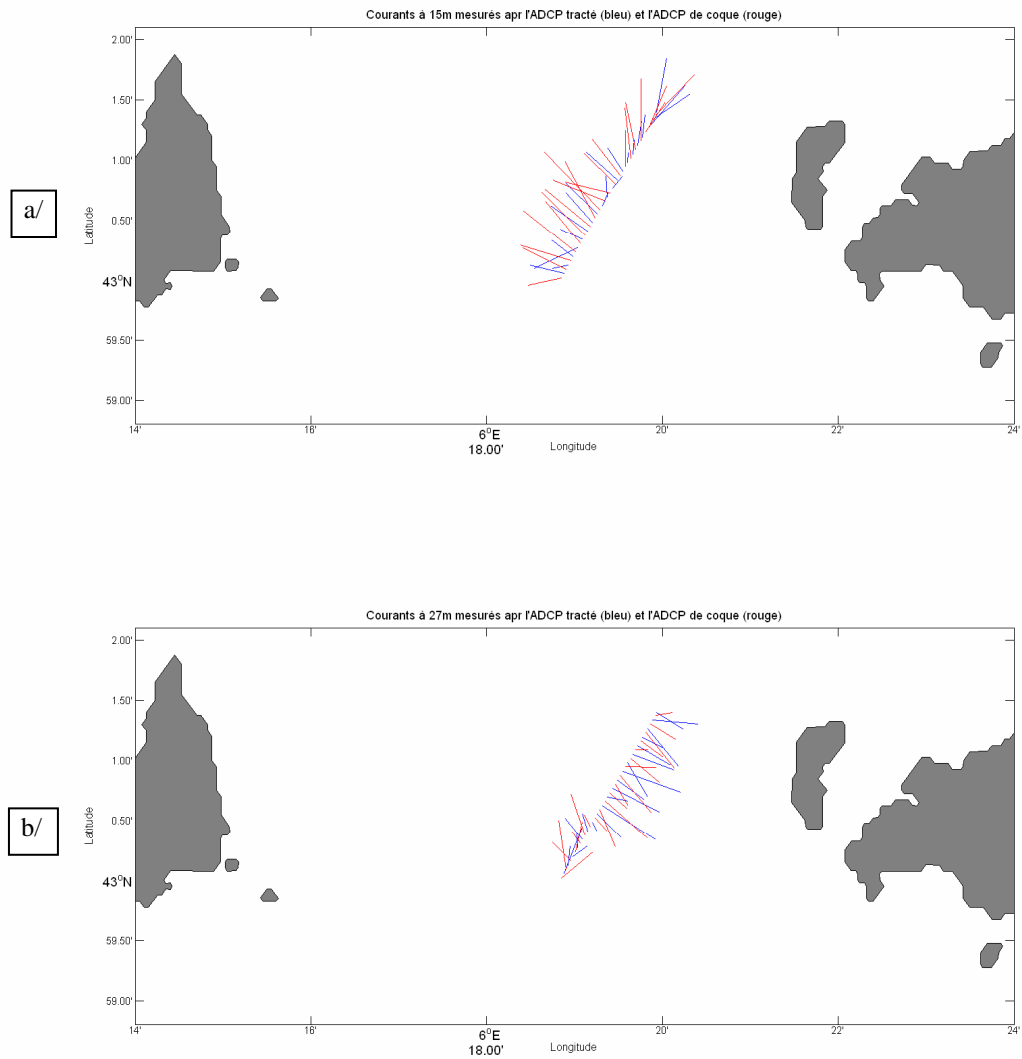 Courants à 15m mesurés apr l'ADCP tracté (bleu) et l'ADCP de coque (rouge)
a/
Latitude
2.00'
1.50'
1.00'
0.50'
43°N
59.50'
59.00'
14'
16'
6°E
18.00'
20'
22'
24'
Longitude
Courants à 27m mesurés apr l'ADCP tracté (bleu) et l'ADCP de coque (rouge)
b/
Latitude
2.00'
1.50'
1.00'
0.50'
43°N
59.50'
59.00'
14'
16'
6°E
18.00'
20'
22'
24'
Longitude